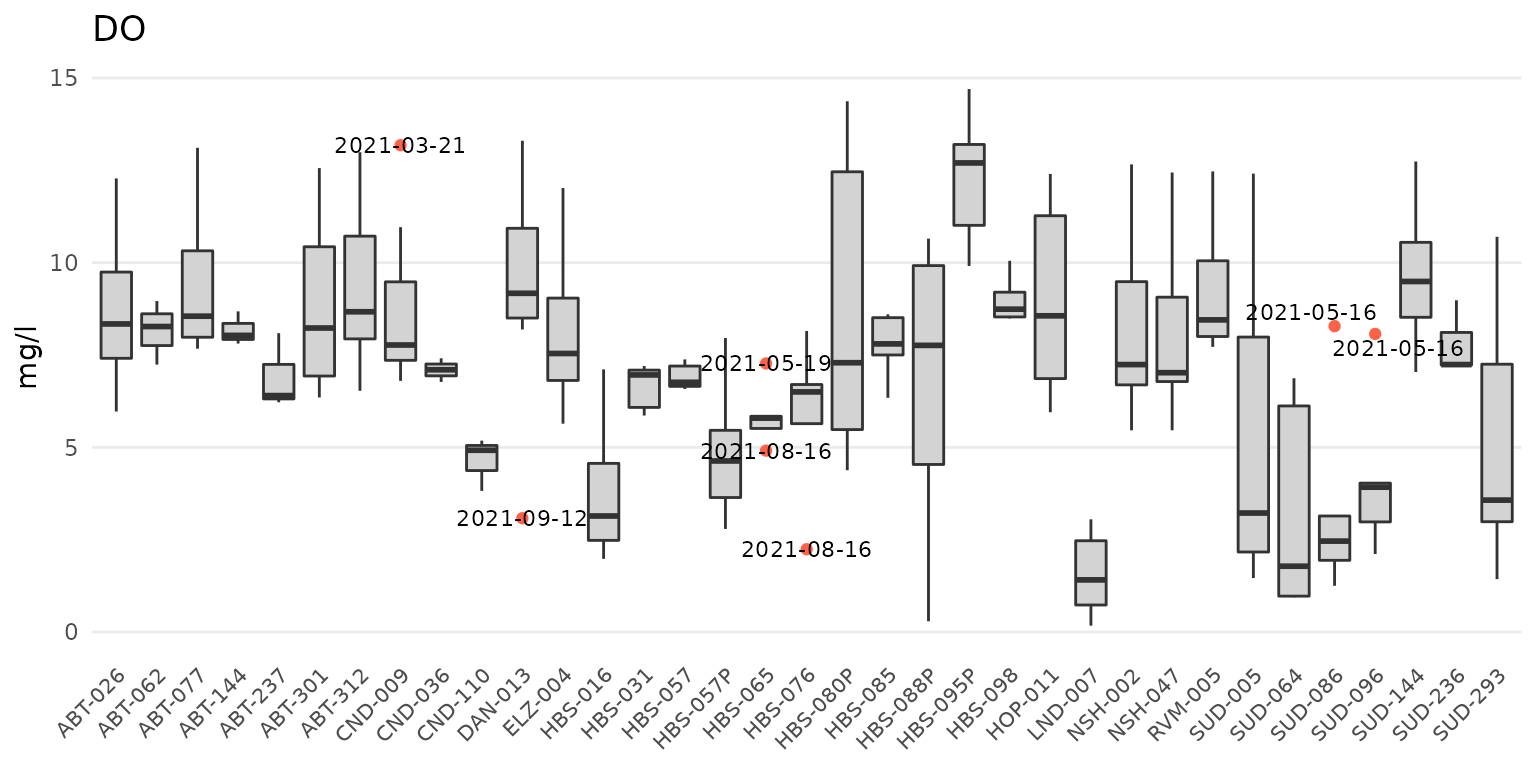 DO
mg/l
15
10
5
0
2021-03-21
2021-05-16
2021-05-16
2021-05-19
2021-08-16
2021-09-12
2021-08-16
ABT-026
ABT-062
ABT-077
ABT-144
ABT-237
ABT-301
ABT-312
CND-009
CND-036
CND-110
DAN-013
ELZ-004
HBS-016
HBS-031
HBS-057
HBS-057P
HBS-065
HBS-076
HBS-080P
HBS-085
HBS-088P
HBS-095P
HBS-098
HOP-011
LND-007
NSH-002
NSH-047
RVM-005
SUD-005
SUD-064
SUD-086
SUD-096
SUD-144
SUD-236
SUD-293